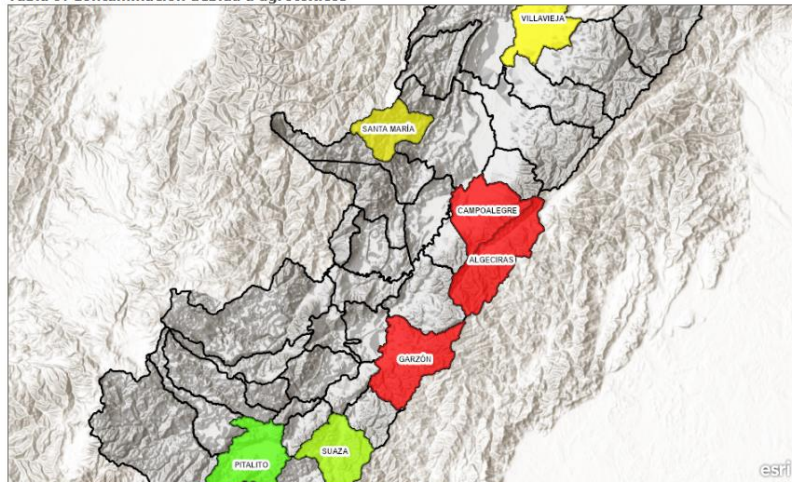 VILLAVIEJA
SANTA MARÍA
CAMPOALEGRE
ALGECIRAS
GARZÓN
SUAZA
PITALITO
esri